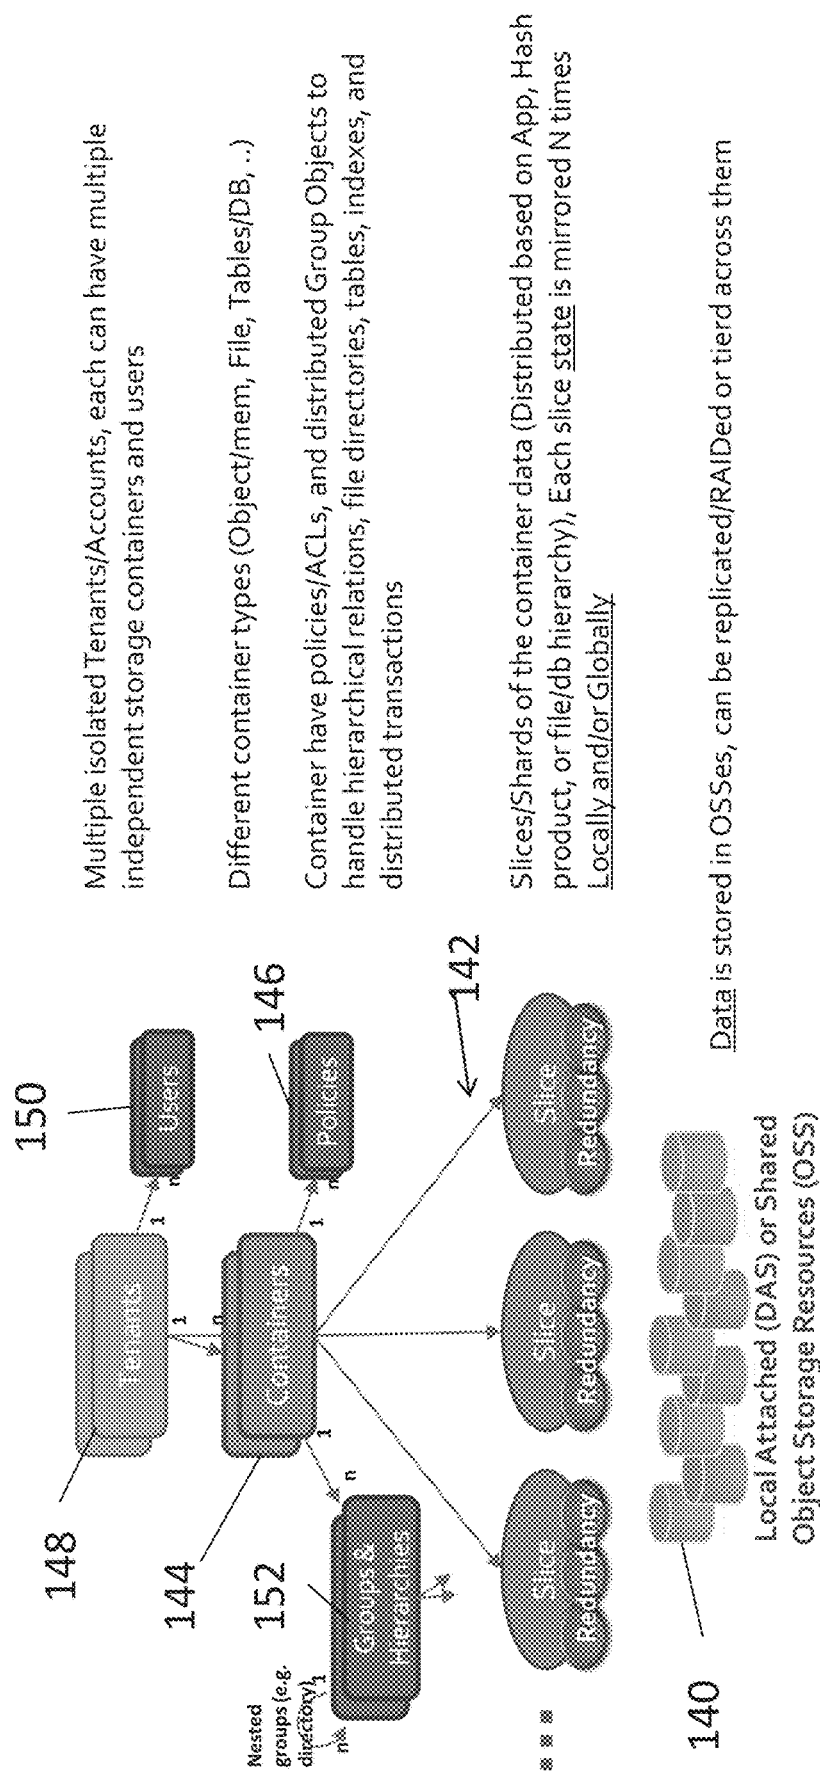 150
Users
n
1
148
Tenants
1
n
146
Policies
n
1
144
Containers
1
n
152
Groups &
Hierarchies
Nested
groups (e.g.
directory)
1
n
142
Slice
Redundancy
Slice
Redundancy
Slice
Redundancy
140
Local Attached (DAS) or Shared
Object Storage Resources (OSS)
Multiple isolated Tenants/Accounts, each can have multiple
independent storage containers and users
Different container types (Object/mem, File, Tables/DB, ..)
Container have policies/ACLs, and distributed Group Objects to
handle hierarchical relations, file directories, tables, indexes, and
distributed transactions
Slices/Shards of the container data (Distributed based on App, Hash
product, or file/db hierarchy), Each slice state is mirrored N times
Locally and/or Globally
Data is stored in OSSes, can be replicated/RAIDed or tierd across them